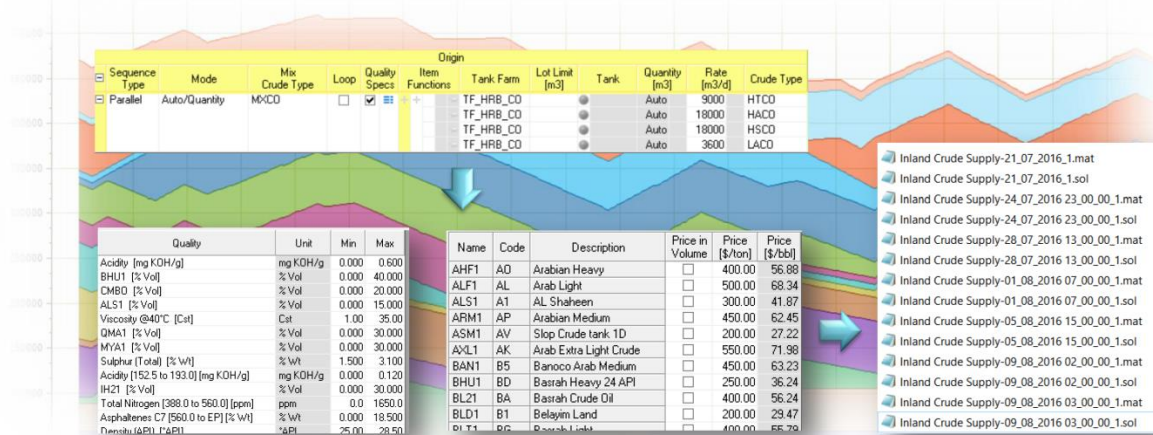 Origin
Sequence Type Mode Mix Crude Type Loop Quality Specs Item Functions Tank Farm Lot Limit [m3] Tank Quantity [m3] Rate [m3/d] Crude Type
Parallel Auto/Quantity MXCO TF_HRB_CO Auto 9000 HTCO
TF_HRB_CO Auto 18000 HACO
TF_HRB_CO Auto 18000 HSCO
TF_HRB_CO Auto 3600 LACO
Quality Unit Min Max
Acidity [mg KOH/g] mg KOH/g 0.000 0.600
BHU1 [% Vol] % Vol 0.000 40.000
CMBO [% Vol] % Vol 0.000 20.000
ALS1 [% Vol] % Vol 0.000 15.000
Viscosity @40°C [Cst] Cst 1.00 35.00
QMA1 [% Vol] % Vol 0.000 30.000
MYA1 [% Vol] % Vol 0.000 30.000
Sulphur (Total) [% Wt] % Wt 1.500 3.100
Acidity [152.5 to 193.0] [mg KOH/g] mg KOH/g 0.000 0.120
IH21 [% Vol] % Vol 0.000 30.000
Total Nitrogen [388.0 to 560.0] [ppm] ppm 0.0 1650.0
Asphaltenes C7 [560.0 to EP] [% Wt] % Wt 0.000 18.500
Density (API) [°API] °API 25.00 28.50
Name Code Description Price in Volume Price [$/ton] Price [$/bbl]
AHF1 AO Arabian Heavy 400.00 56.88
ALF1 AL Arab Light 500.00 68.34
ALS1 A1 AL Shaheen 300.00 41.87
ARM1 AP Arabian Medium 450.00 62.45
ASM1 AV Slop Crude tank 1D 200.00 27.22
AXL1 AK Arab Extra Light Crude 550.00 71.98
BAN1 B5 Banoco Arab Medium 450.00 63.23
BHU1 BD Basrah Heavy 24 API 250.00 36.24
BL21 BA Basrah Crude Oil 400.00 56.24
BLD1 B1 Belayim Land 200.00 29.47
BLT1 BG Basrah Light 400.00 55.79
Inland Crude Supply-21_07_2016_1.mat
Inland Crude Supply-21_07_2016_1.sol
Inland Crude Supply-24_07_2016 23_00_00_1.mat
Inland Crude Supply-24_07_2016 23_00_00_1.sol
Inland Crude Supply-28_07_2016 13_00_00_1.mat
Inland Crude Supply-28_07_2016 13_00_00_1.sol
Inland Crude Supply-01_08_2016 07_00_00_1.mat
Inland Crude Supply-01_08_2016 07_00_00_1.sol
Inland Crude Supply-05_08_2016 15_00_00_1.mat
Inland Crude Supply-05_08_2016 15_00_00_1.sol
Inland Crude Supply-09_08_2016 02_00_00_1.mat
Inland Crude Supply-09_08_2016 02_00_00_1.sol
Inland Crude Supply-09_08_2016 03_00_00_1.mat
Inland Crude Supply-09_08_2016 03_00_00_1.sol